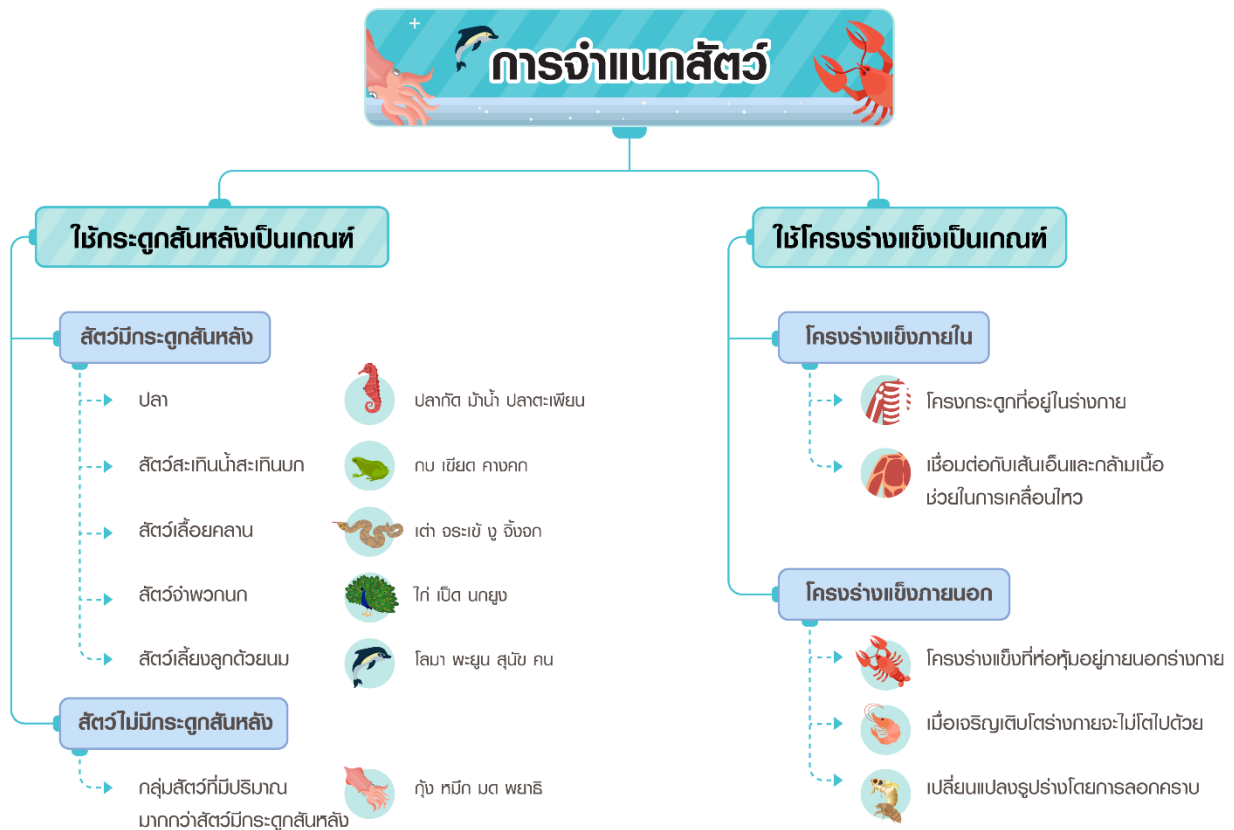 การจำแนกสัตว์
ใช้กระดูกสันหลังเป็นเกณฑ์
สัตว์มีกระดูกสันหลัง
ปลา
ปลากัด ม้าน้ำ ปลาตะเพียน
สัตว์สะเทินน้ำสะเทินบก
กบ เขียด คางคก
สัตว์เลื้อยคลาน
เต่า จระเข้ งู จิ้งจก
สัตว์จำพวกนก
ไก่ เป็ด นกยูง
สัตว์เลี้ยงลูกด้วยนม
โลมา พะยูน สุนัข คน
สัตว์ไม่มีกระดูกสันหลัง
กลุ่มสัตว์ที่มีปริมาณ
มากกว่าสัตว์มีกระดูกสันหลัง
กุ้ง หมึก มด พยาธิ
ใช้โครงร่างแข็งเป็นเกณฑ์
โครงร่างแข็งภายใน
โครงกระดูกที่อยู่ในร่างกาย
เชื่อมต่อกับเส้นเอ็นและกล้ามเนื้อ
ช่วยในการเคลื่อนไหว
โครงร่างแข็งภายนอก
โครงร่างแข็งที่ห่อหุ้มอยู่ภายนอกร่างกาย
เมื่อเจริญเติบโตร่างกายจะไม่โตไปด้วย
เปลี่ยนแปลงรูปร่างโดยการลอกคราบ